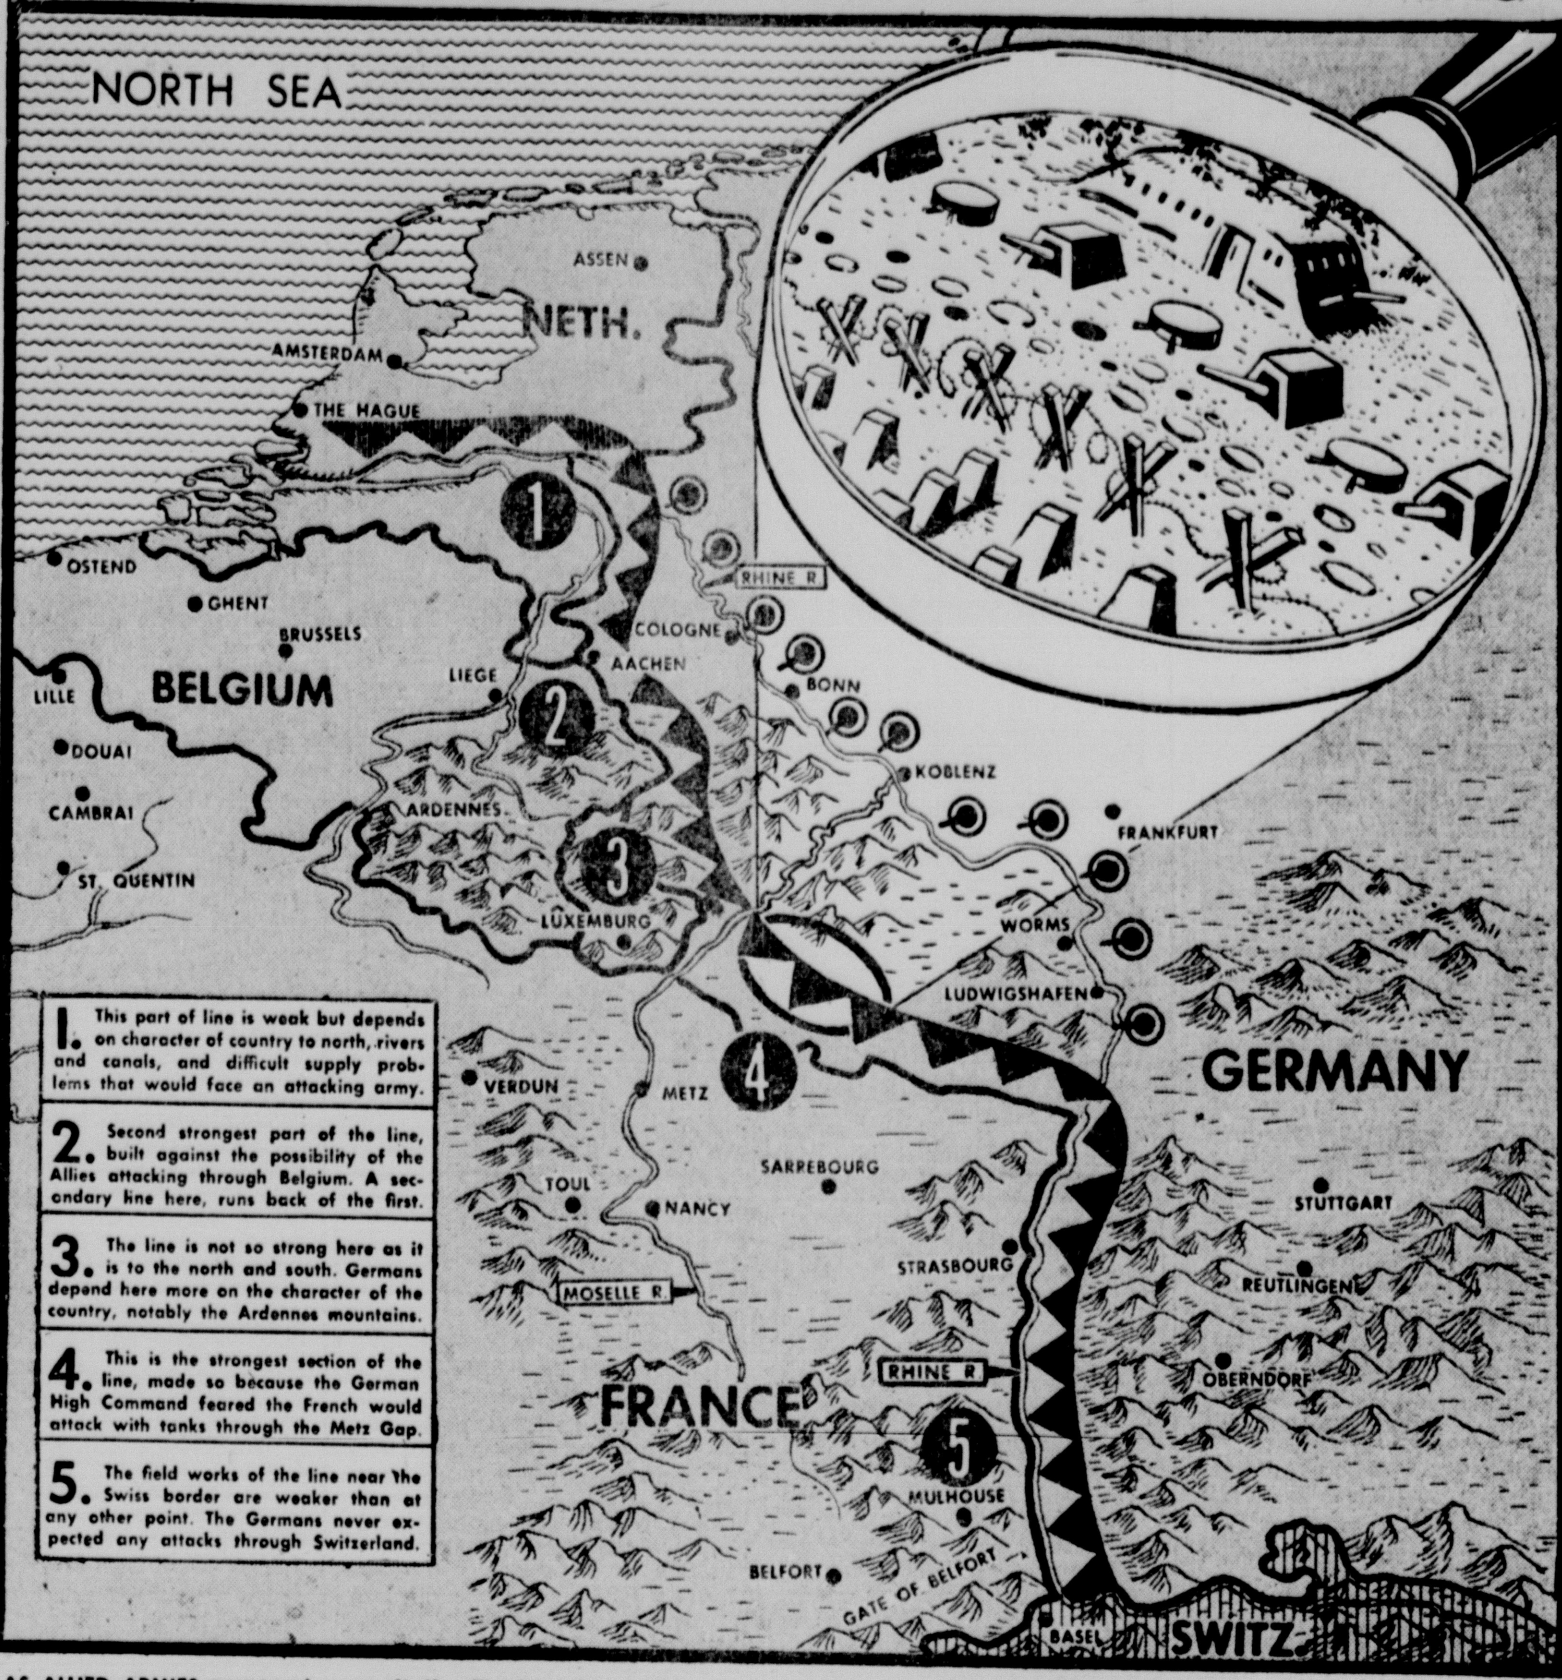 NORTH SEA
ASSEN
NETH.
AMSTERDAM
THE HAGUE
1
OSTEND
RHINE R.
GHENT
BRUSSELS
COLOGNE
AACHEN
LIEGE
BELGIUM
LILLE
BONN
2
DOUAI
KOBLENZ
CAMBRAI
ARDENNES
FRANKFURT
3
ST. QUENTIN
LUXEMBURG
WORMS
LUDWIGSHAFEN
1. This part of line is weak but depends
on character of country to north, rivers
and canals, and difficult supply prob-
lems that would face an attacking army.
2. Second strongest part of the line,
built against the possibility of the
Allies attacking through Belgium. A sec-
ondary line here, runs back of the first.
3. The line is not so strong here as it
is to the north and south. Germans
depend here more on the character of the
country, notably the Ardennes mountains.
4. This is the strongest section of the
line, made so because the German
High Command feared the French would
attack with tanks through the Metz Gap.
5. The field works of the line near the
Swiss border are weaker than at
any other point. The Germans never ex-
pected any attacks through Switzerland.
4
GERMANY
VERDUN
METZ
SARREBOURG
TOUL
NANCY
STUTTGART
STRASBOURG
REUTLINGEN
MOSELLE R.
RHINE R.
OBERNDORF
FRANCE
5
MULHOUSE
BELFORT
GATE OF BELFORT
BASEL
SWITZ.